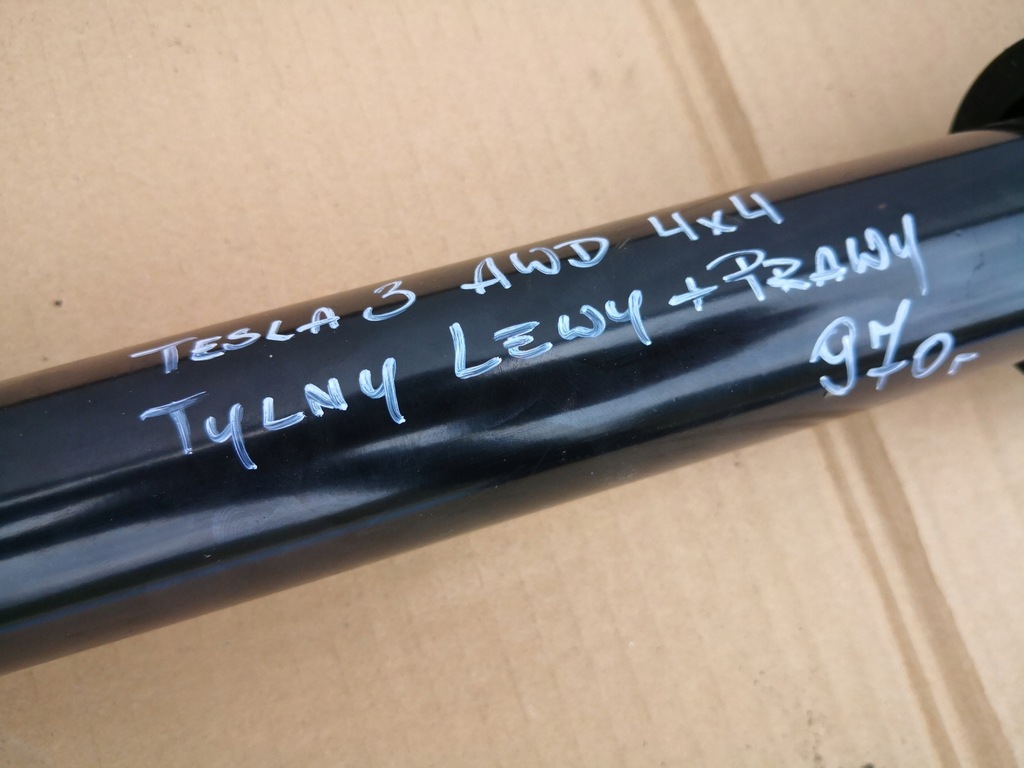 TESLA 3 AWD 4x4
TYLNY LEWY + PRAWY
970,-